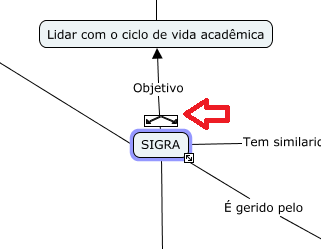 Lidar com o ciclo de vida acadêmica
Objetivo
SIGRA
Tem similarid
É gerido pelo